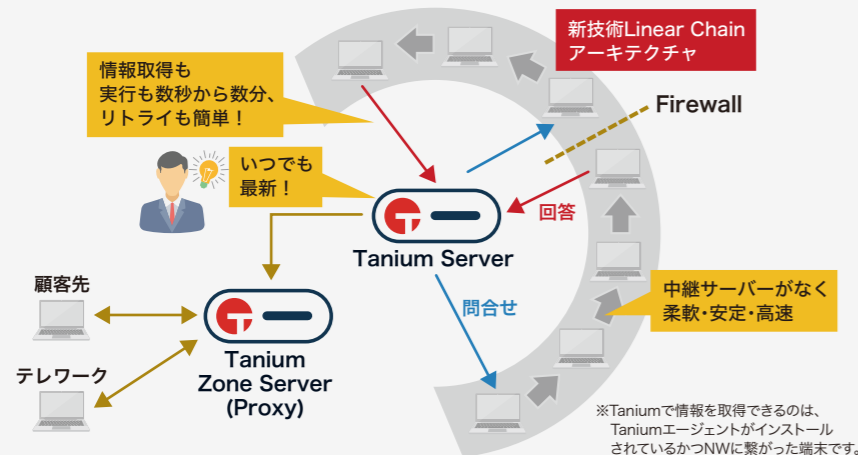 新技術Linear Chain
アーキテクチャ
情報取得も
実行も数秒から数分、
リトライも簡単！
Firewall
いつでも
最新！
回答
Tanium Server
顧客先
問合せ
中継サーバーがなく
柔軟・安定・高速
テレワーク
Tanium
Zone Server
(Proxy)
※Taniumで情報を取得できるのは、
Taniumエージェントがインストール
されているかつNWに繋がった端末です。